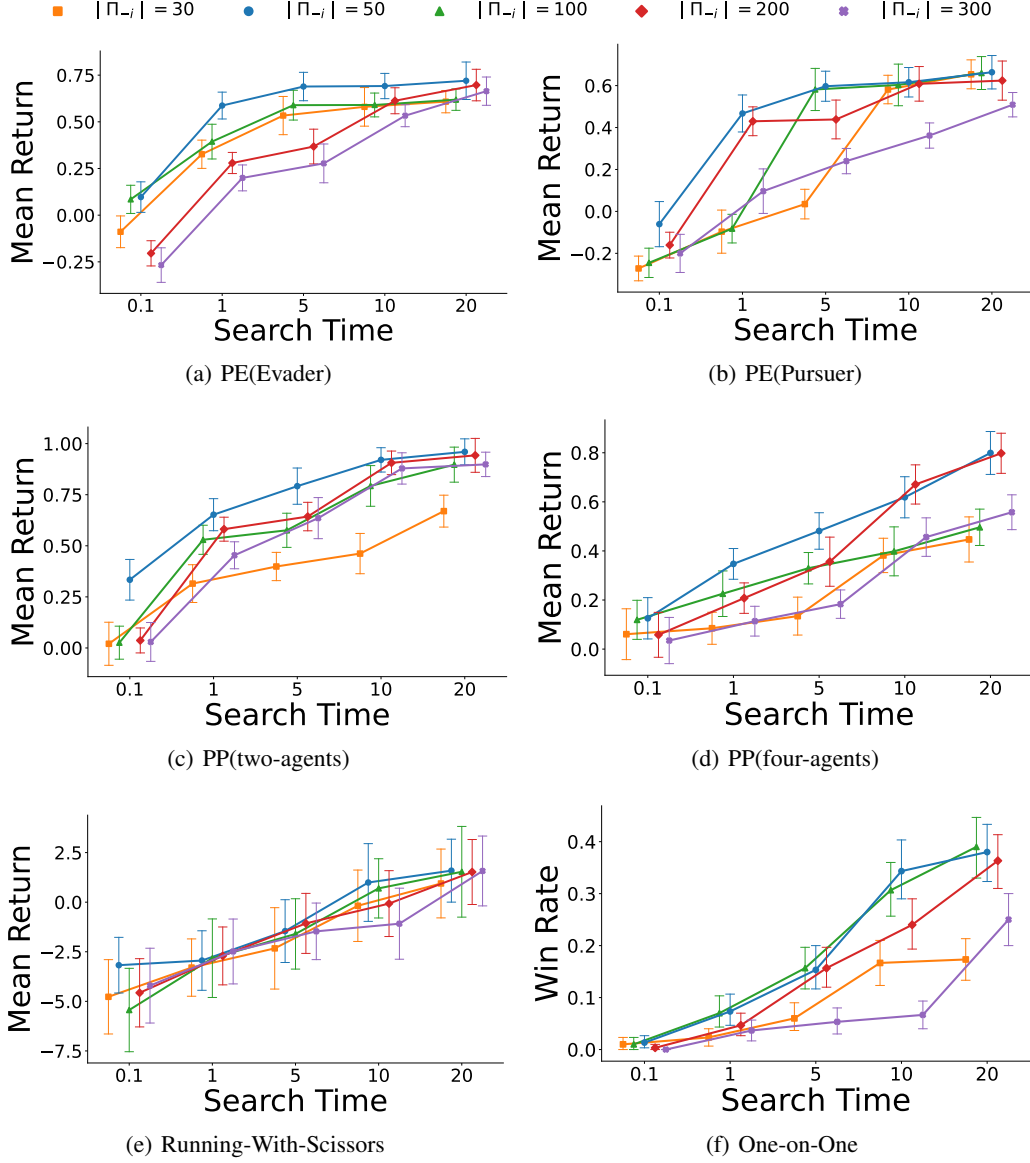 |Π₋ᵢ| = 30 |Π₋ᵢ| = 50 |Π₋ᵢ| = 100 |Π₋ᵢ| = 200 |Π₋ᵢ| = 300
Mean Return
0.75
0.50
0.25
0.00
−0.25
0.1 1 5 10 20
Search Time
(a) PE(Evader)
Mean Return
0.6
0.4
0.2
0.0
−0.2
0.1 1 5 10 20
Search Time
(b) PE(Pursuer)
Mean Return
1.00
0.75
0.50
0.25
0.00
0.1 1 5 10 20
Search Time
(c) PP(two-agents)
Mean Return
0.8
0.6
0.4
0.2
0.0
0.1 1 5 10 20
Search Time
(d) PP(four-agents)
Mean Return
2.5
0.0
−2.5
−5.0
−7.5
0.1 1 5 10 20
Search Time
(e) Running-With-Scissors
Win Rate
0.4
0.3
0.2
0.1
0.0
0.1 1 5 10 20
Search Time
(f) One-on-One